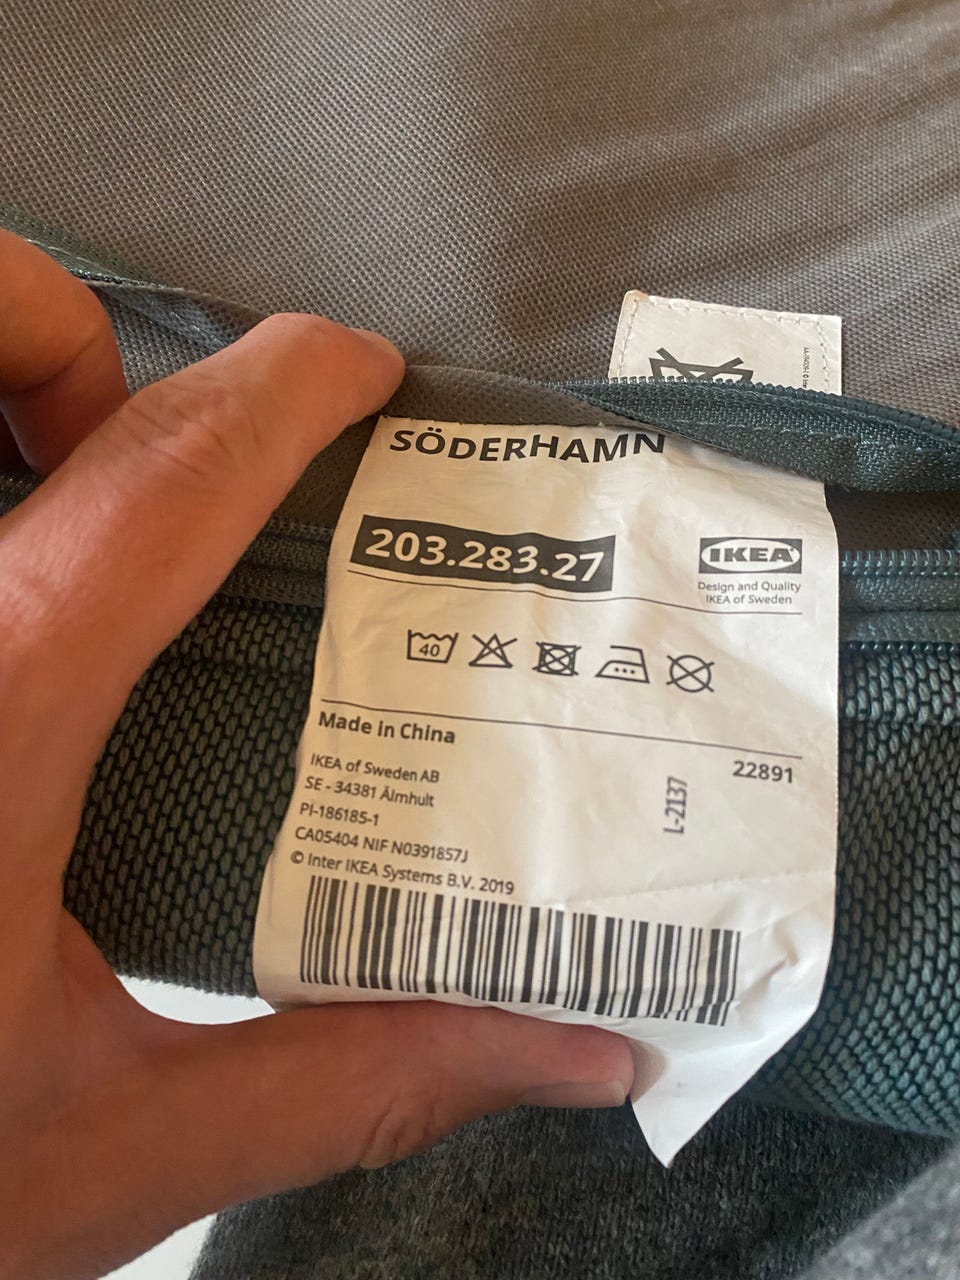 SÖDERHAMN
203.283.27
IKEA
Design and Quality
IKEA of Sweden
40
Made in China
22891
IKEA of Sweden AB
SE - 34381 Älmhult
PI-186185-1
CA05404 NIF N0391857J
© Inter IKEA Systems B.V. 2019
L-2137